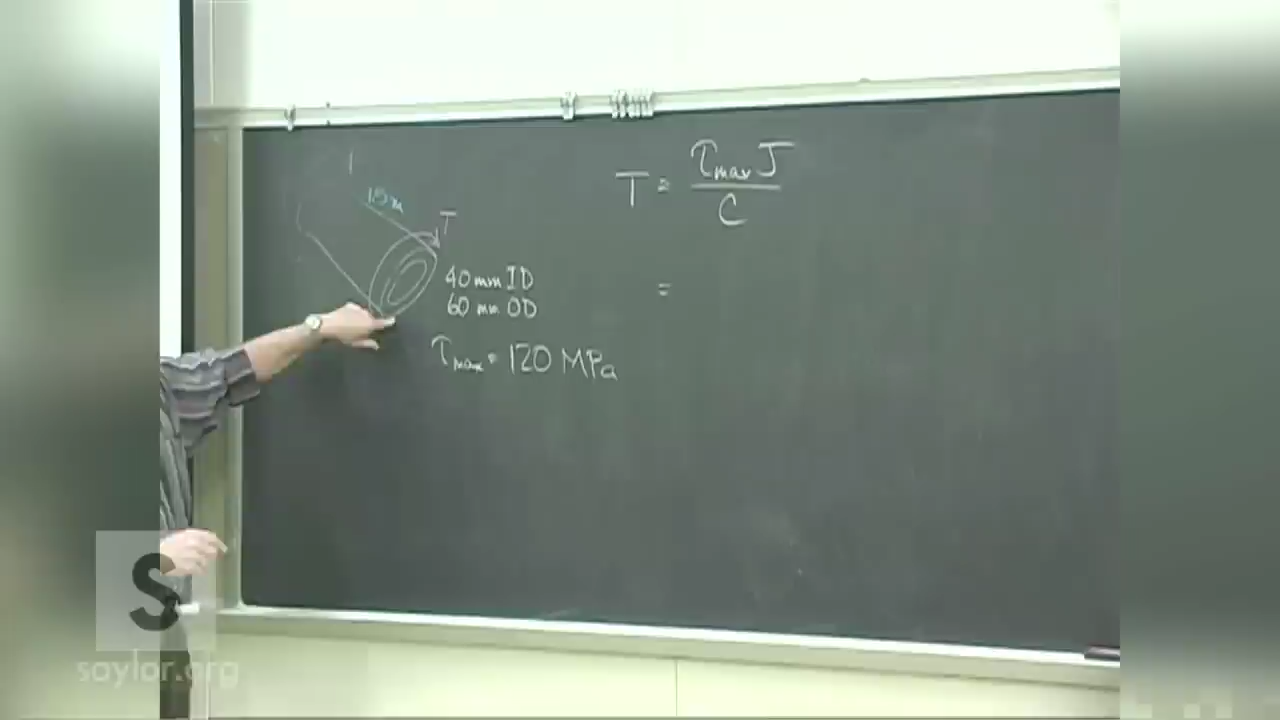 1.5 m
T
40 mm ID
60 mm OD
τmax = 120 MPa
T = τmax J / C
=
S
saylor.org